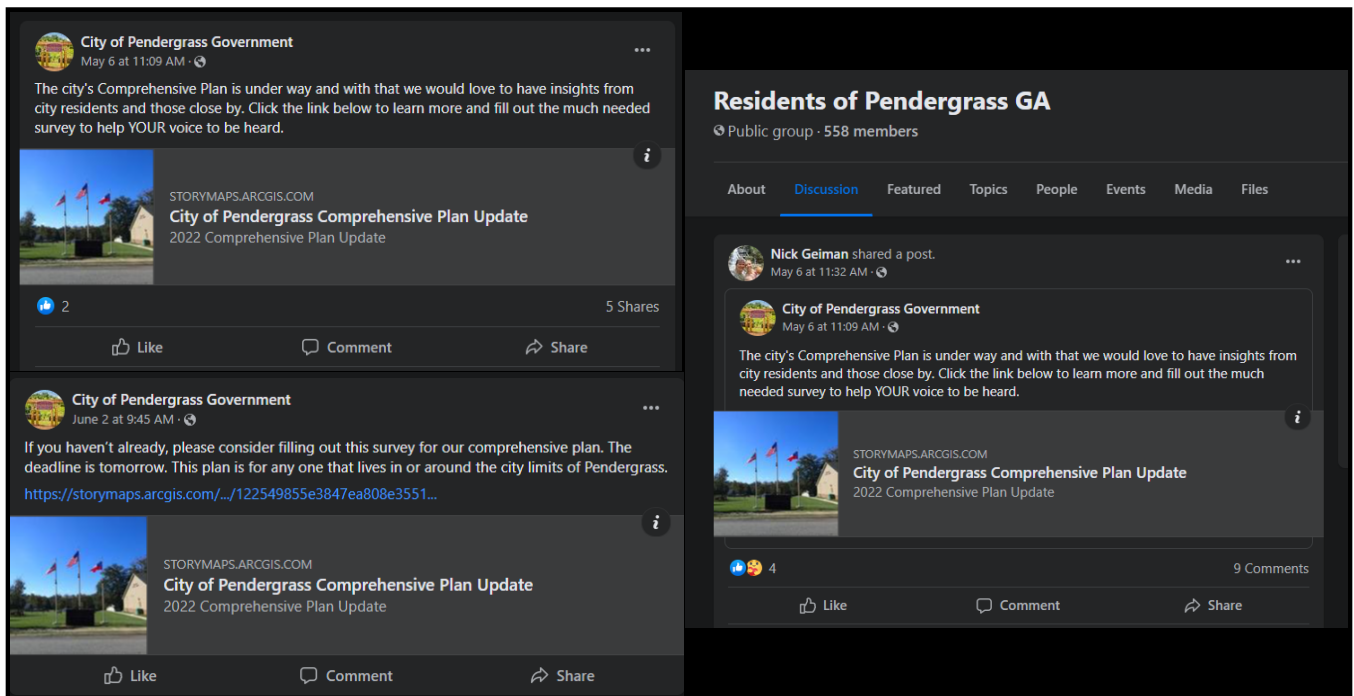 City of Pendergrass Government
May 6 at 11:09 AM ·
The city's Comprehensive Plan is under way and with that we would love to have insights from
city residents and those close by. Click the link below to learn more and fill out the much needed
survey to help YOUR voice to be heard.
STORYMAPS.ARCGIS.COM
City of Pendergrass Comprehensive Plan Update
2022 Comprehensive Plan Update
2
5 Shares
Like
Comment
Share
City of Pendergrass Government
June 2 at 9:45 AM ·
If you haven't already, please consider filling out this survey for our comprehensive plan. The
deadline is tomorrow. This plan is for any one that lives in or around the city limits of Pendergrass.
https://storymaps.arcgis.com/.../122549855e3847ea808e3551...
STORYMAPS.ARCGIS.COM
City of Pendergrass Comprehensive Plan Update
2022 Comprehensive Plan Update
Like
Comment
Share
Residents of Pendergrass GA
Public group · 558 members
About
Discussion
Featured
Topics
People
Events
Media
Files
Nick Geiman shared a post.
May 6 at 11:32 AM ·
City of Pendergrass Government
May 6 at 11:09 AM ·
The city's Comprehensive Plan is under way and with that we would love to have insights from
city residents and those close by. Click the link below to learn more and fill out the much
needed survey to help YOUR voice to be heard.
STORYMAPS.ARCGIS.COM
City of Pendergrass Comprehensive Plan Update
2022 Comprehensive Plan Update
4
9 Comments
Like
Comment
Share